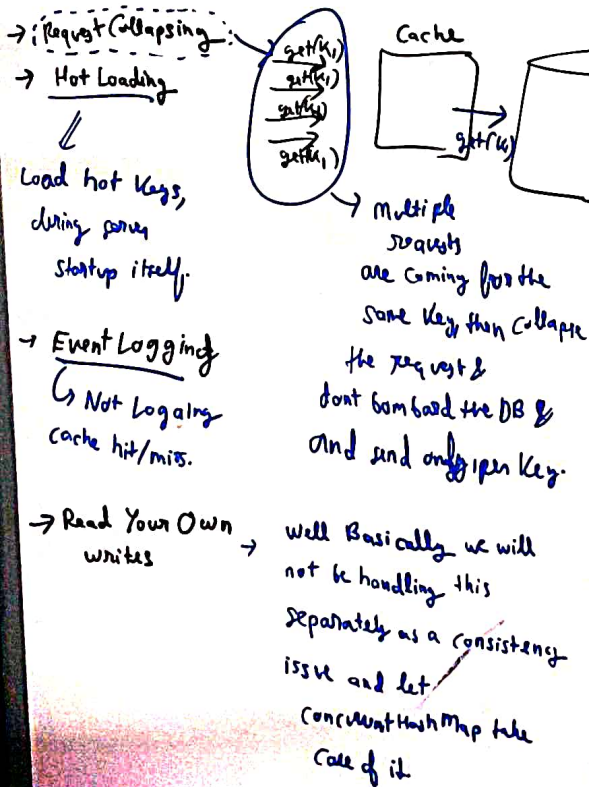 → Request Collapsing
→ Hot Loading
Load hot Keys,
during server
startup itself.
→ Event Logging
↳ Not Logging
cache hit/miss.
→ Read Your Own
writes
get(K₁)
get(K₁)
get(K₁)
get(K₁)
Cache
get(K₁)
→ Multiple
requests
are coming for the
same Key, then Collapse
the request &
dont bombard the DB &
and send only 1 per Key.
→ Well Basically we will
not be handling this
separately as a consistency
issue and let
ConcurrentHashMap take
care of it